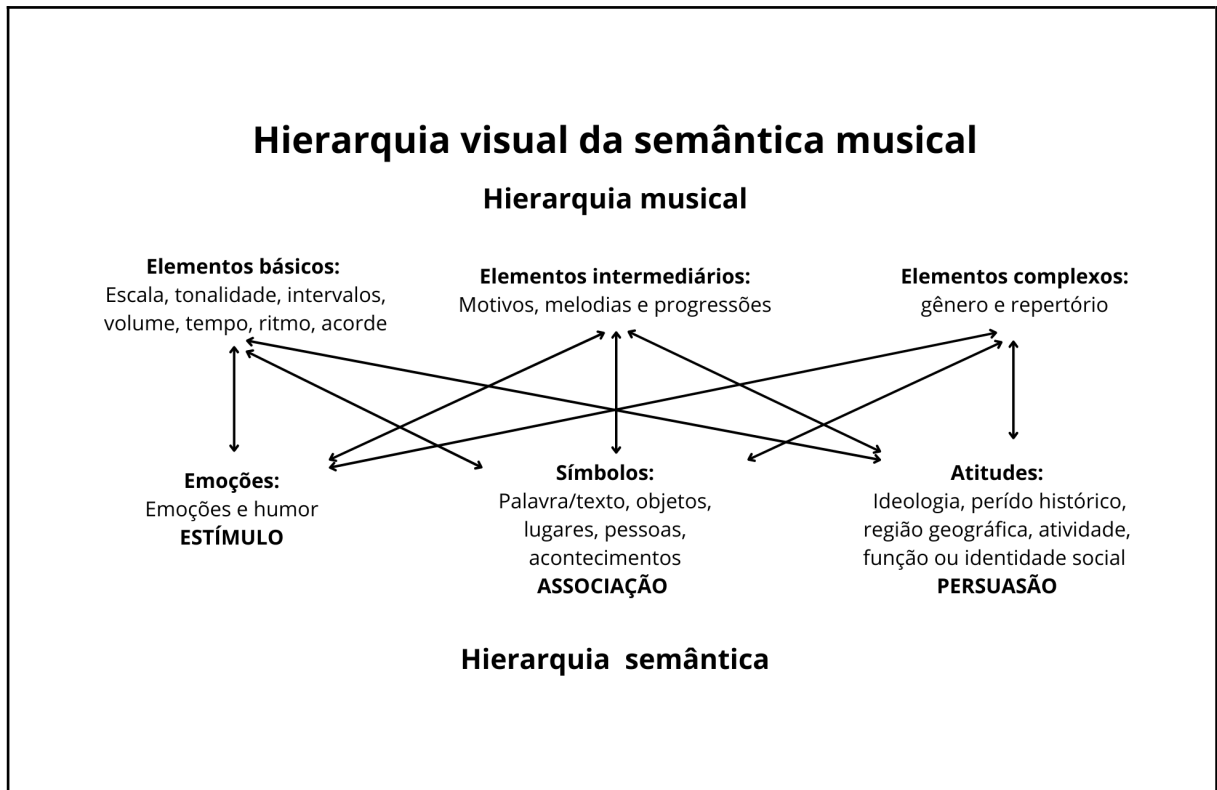 Hierarquia visual da semântica musical
Hierarquia musical
Elementos básicos:
Escala, tonalidade, intervalos,
volume, tempo, ritmo, acorde
Elementos intermediários:
Motivos, melodias e progressões
Elementos complexos:
gênero e repertório
Emoções:
Emoções e humor
ESTÍMULO
Símbolos:
Palavra/texto, objetos,
lugares, pessoas,
acontecimentos
ASSOCIAÇÃO
Atitudes:
Ideologia, perído histórico,
região geográfica, atividade,
função ou identidade social
PERSUASÃO
Hierarquia semântica